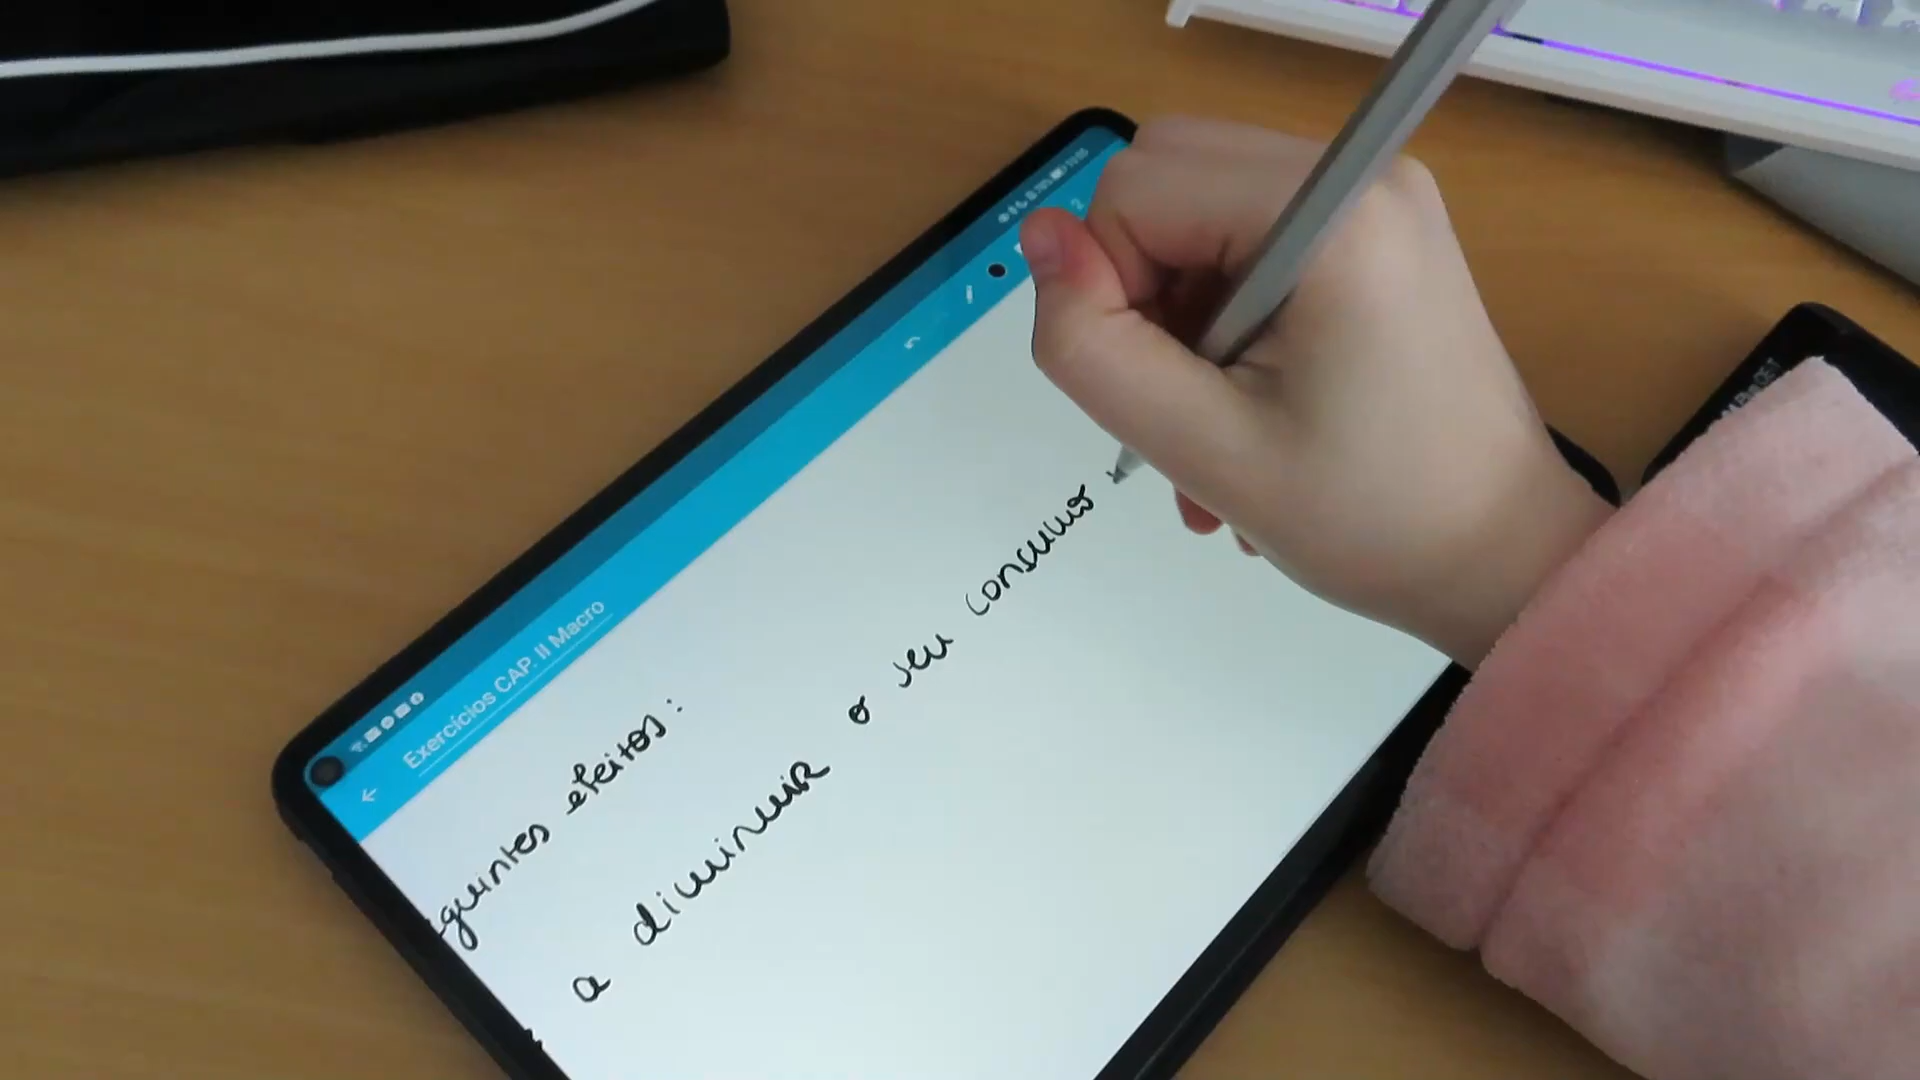 Exercícios CAP. II Macro
guintes efeitos:
a diminuir o seu consumo